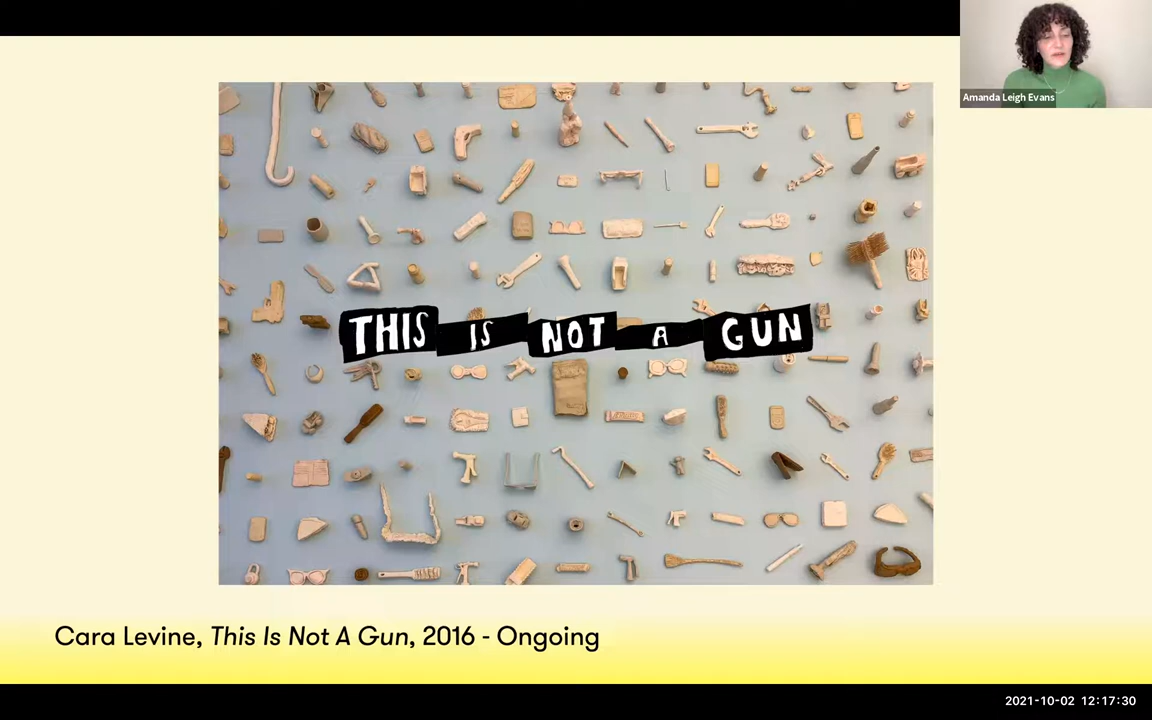 Amanda Leigh Evans
THIS IS NOT A GUN
Cara Levine, This Is Not A Gun, 2016 - Ongoing
2021-10-02 12:17:30